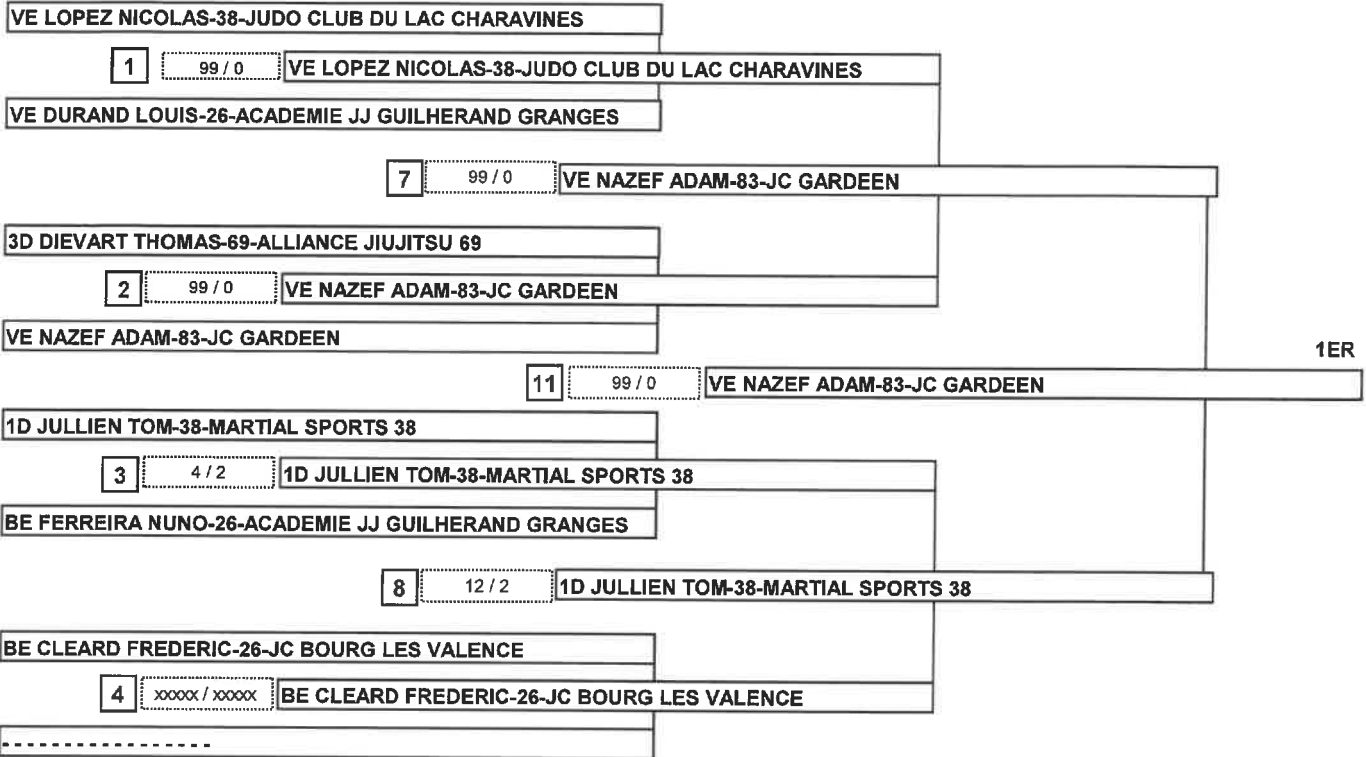 VE LOPEZ NICOLAS-38-JUDO CLUB DU LAC CHARAVINES
1 99 / 0 VE LOPEZ NICOLAS-38-JUDO CLUB DU LAC CHARAVINES
VE DURAND LOUIS-26-ACADEMIE JJ GUILHERAND GRANGES
7 99 / 0 VE NAZEF ADAM-83-JC GARDEEN
3D DIEVART THOMAS-69-ALLIANCE JIUJITSU 69
2 99 / 0 VE NAZEF ADAM-83-JC GARDEEN
VE NAZEF ADAM-83-JC GARDEEN
1ER
11 99 / 0 VE NAZEF ADAM-83-JC GARDEEN
1D JULLIEN TOM-38-MARTIAL SPORTS 38
3 4 / 2 1D JULLIEN TOM-38-MARTIAL SPORTS 38
BE FERREIRA NUNO-26-ACADEMIE JJ GUILHERAND GRANGES
8 12 / 2 1D JULLIEN TOM-38-MARTIAL SPORTS 38
BE CLEARD FREDERIC-26-JC BOURG LES VALENCE
4 xxxxx / xxxxx BE CLEARD FREDERIC-26-JC BOURG LES VALENCE
- - - - - - - - - - - - - - - - -